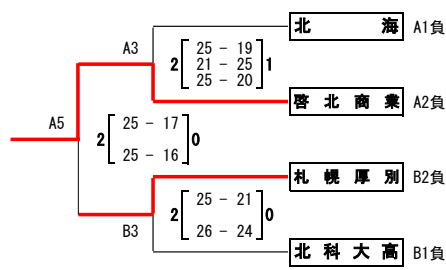 北海 A1負
A3
25 - 19
2 21 - 25 1
25 - 20
啓北商業 A2負
A5
25 - 17
2 0
25 - 16
札幌厚別 B2負
25 - 21
2 0
B3
26 - 24
北科大高 B1負